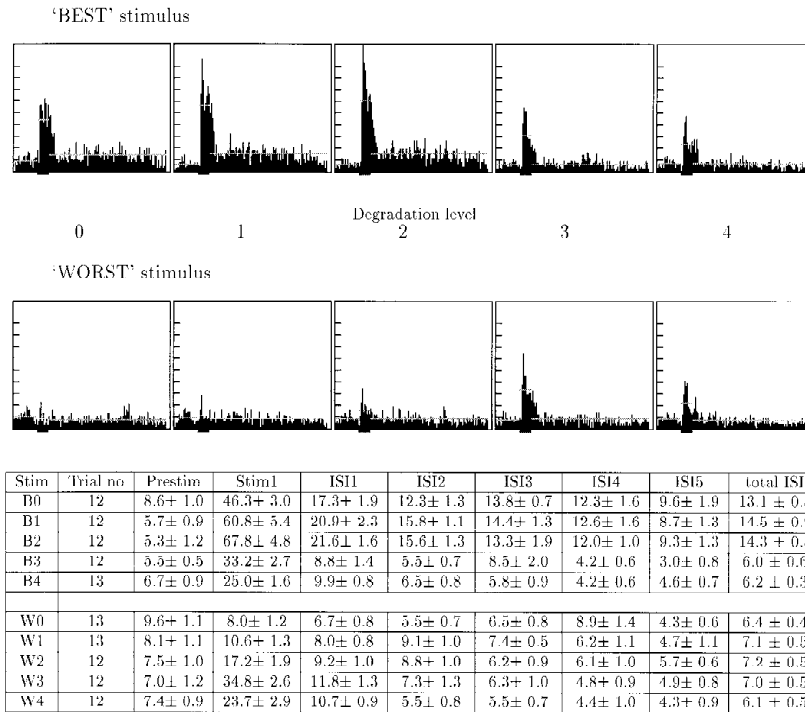 'BEST' stimulus
Degradation level
0 1 2 3 4
'WORST' stimulus
Stim Trial no Prestim Stim1 ISI1 ISI2 ISI3 ISI4 ISI5 total ISI
B0 12 8.6± 1.0 46.3± 3.0 17.3± 1.9 12.3± 1.3 13.8± 0.7 12.3± 1.6 9.6± 1.9 13.1 ±
B1 12 5.7± 0.9 60.8± 5.4 20.9± 2.3 15.8± 1.1 14.4± 1.3 12.6± 1.6 8.7± 1.3 14.5 ±
B2 12 5.3± 1.2 67.8± 4.8 21.6± 1.6 15.6± 1.3 13.3± 1.9 12.0± 1.0 9.3± 1.3 14.3 ±
B3 12 5.5± 0.5 33.2± 2.7 8.8± 1.4 5.5± 0.7 8.5± 2.0 4.2± 0.6 3.0± 0.8 6.0 ± 0.6
B4 13 6.7± 0.9 25.0± 1.6 9.9± 0.8 6.5± 0.8 5.8± 0.9 4.2± 0.6 4.6± 0.7 6.2 ±
W0 13 9.6± 1.1 8.0± 1.2 6.7± 0.8 5.5± 0.7 6.5± 0.8 8.9± 1.4 4.3± 0.6 6.4 ± 0.4
W1 13 8.1± 1.1 10.6± 1.3 8.0± 0.8 9.1± 1.0 7.4± 0.5 6.2± 1.1 4.7± 1.1 7.1 ± 0.5
W2 12 7.5± 1.0 17.2± 1.9 9.2± 1.0 8.8± 1.0 6.2± 0.9 6.1± 1.0 5.7± 0.6 7.2 ± 0.5
W3 12 7.0± 1.2 34.8± 2.6 11.8± 1.3 7.3± 1.3 6.3± 1.0 4.8± 0.9 4.9± 0.8 7.0 ± 0.5
W4 12 7.4± 0.9 23.7± 2.9 10.7± 0.9 5.5± 0.8 5.5± 0.7 4.4± 1.0 4.3± 0.9 6.1 ± 0.5